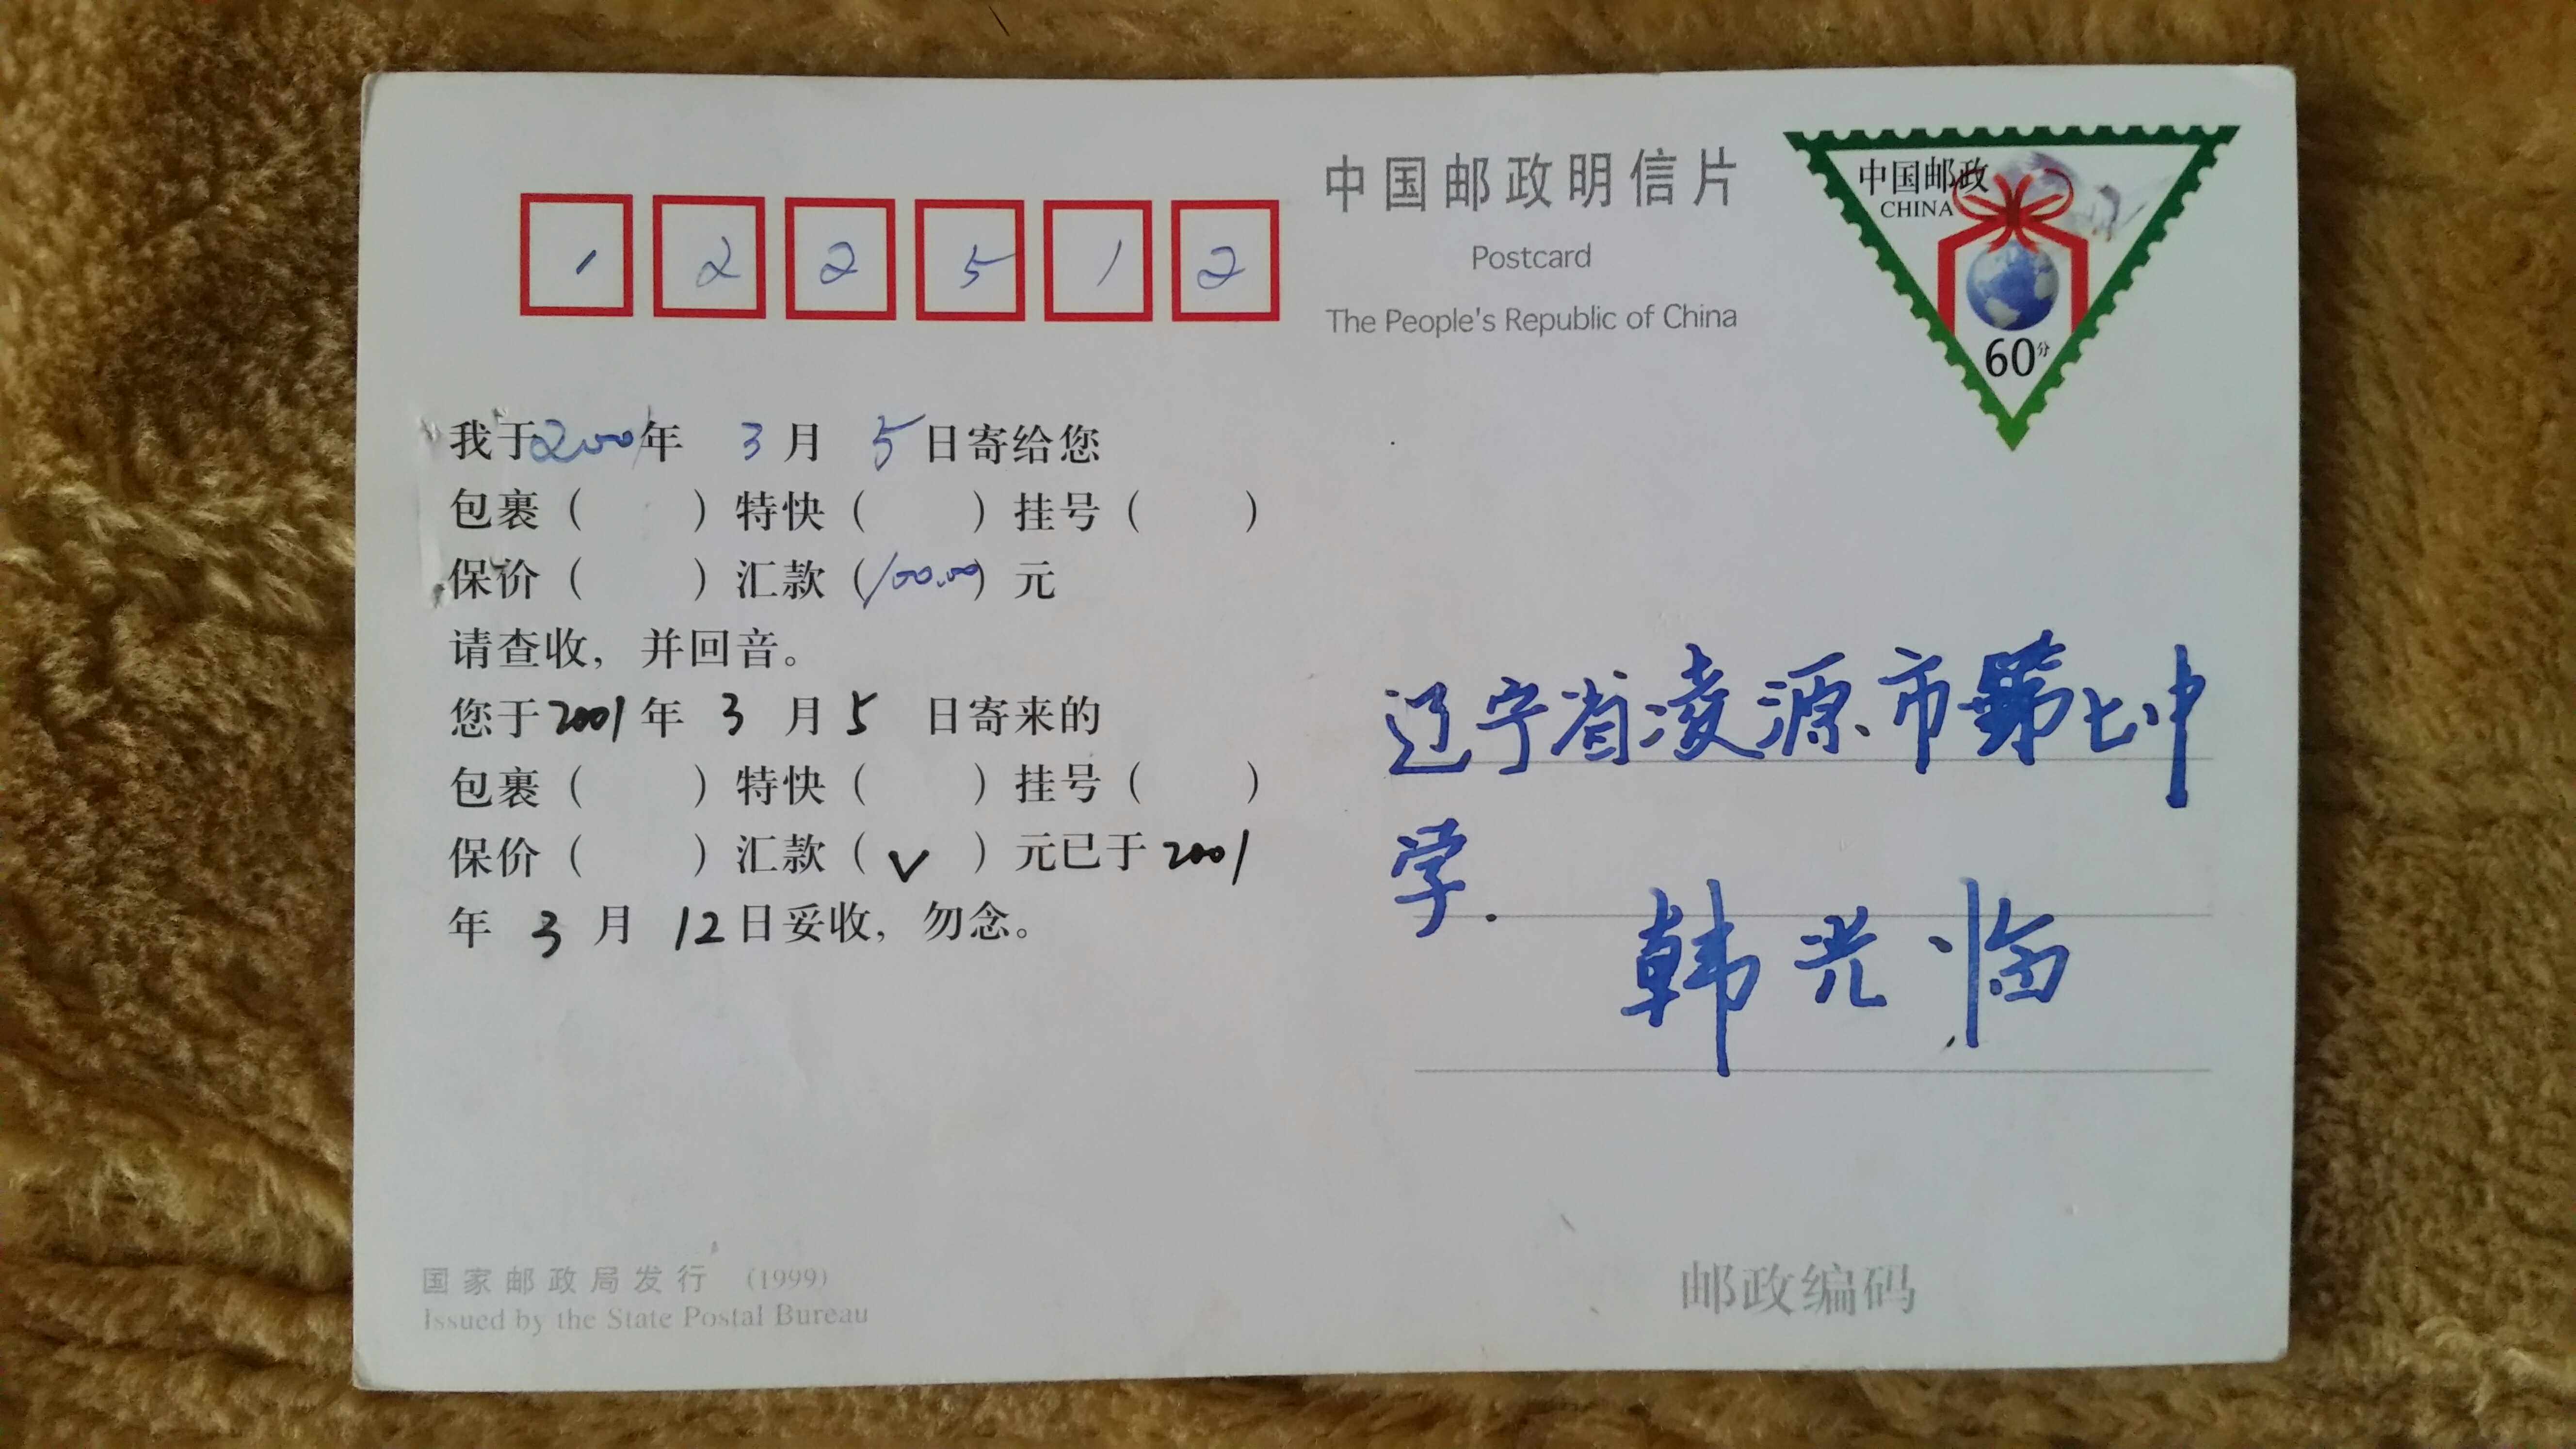 1 2 2 5 1 2
中国邮政明信片
Postcard
The People's Republic of China
中国邮政
CHINA
60分
我于2001年 3月 5日寄给您
包裹（ ）特快（ ）挂号（ ）
保价（ ）汇款（100.00）元
请查收，并回音。
您于2001年 3 月 5 日寄来的
包裹（ ）特快（ ）挂号（ ）
保价（ ）汇款（✓）元已于 2001
年 3 月 12日妥收，勿念。
辽宁省凌源市第七中
学.
韩光临
国家邮政局发行 (1999)
Issued by the State Postal Bureau
邮政编码